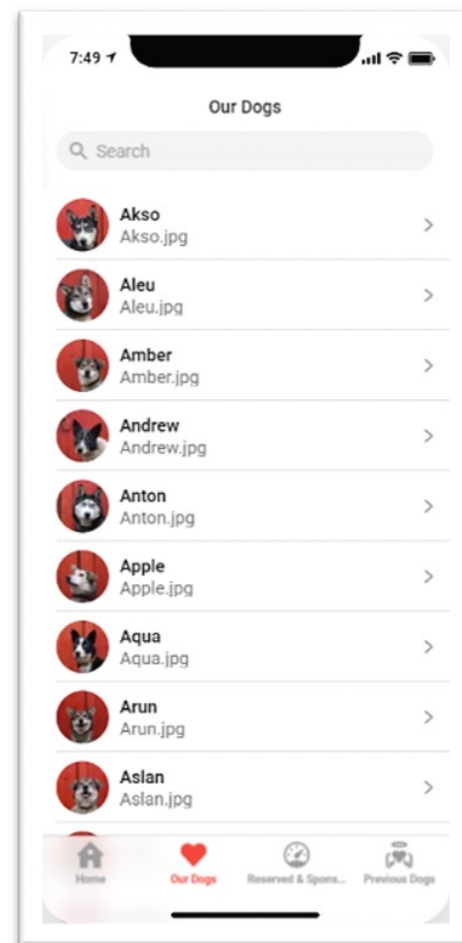 7:49
Our Dogs
Search
Akso
Akso.jpg
Aleu
Aleu.jpg
Amber
Amber.jpg
Andrew
Andrew.jpg
Anton
Anton.jpg
Apple
Apple.jpg
Aqua
Aqua.jpg
Arun
Arun.jpg
Aslan
Aslan.jpg
Home Our Dogs Reserved & Spons... Previous Dogs